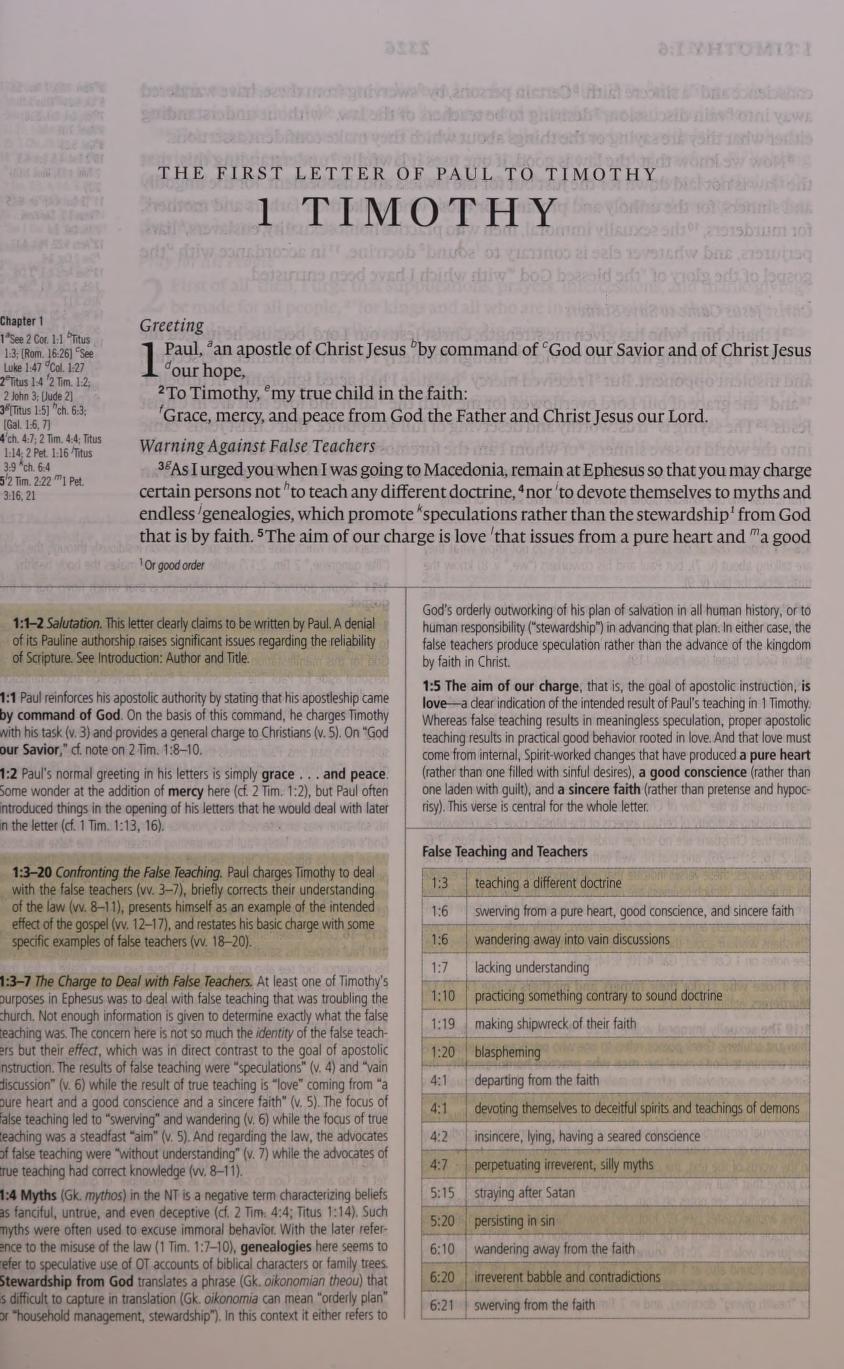 THE FIRST LETTER OF PAUL TO TIMOTHY
1 TIMOTHY
Chapter 1
1 a See 2 Cor. 1:1 b Titus
1:3; [Rom. 16:26] c See
Luke 1:47 d Col. 1:27
2 e Titus 1:4 f 2 Tim. 1:2;
2 John 3; [Jude 2]
3 g [Titus 1:5] h ch. 6:3;
[Gal. 1:6, 7]
4 i ch. 4:7; 2 Tim. 4:4; Titus
1:14; 2 Pet. 1:16 j Titus
3:9 k ch. 6:4
5 l 2 Tim. 2:22 m 1 Pet.
3:16, 21
Greeting
1 Paul, a an apostle of Christ Jesus b by command of c God our Savior and of Christ Jesus
d our hope,
2 To Timothy, e my true child in the faith:
f Grace, mercy, and peace from God the Father and Christ Jesus our Lord.
Warning Against False Teachers
3 g As I urged you when I was going to Macedonia, remain at Ephesus so that you may charge
certain persons not h to teach any different doctrine, 4 nor i to devote themselves to myths and
endless j genealogies, which promote k speculations rather than the stewardship 1 from God
that is by faith. 5 The aim of our charge is love l that issues from a pure heart and m a good
1 Or good order
1:1–2 Salutation. This letter clearly claims to be written by Paul. A denial
of its Pauline authorship raises significant issues regarding the reliability
of Scripture. See Introduction: Author and Title.
1:1 Paul reinforces his apostolic authority by stating that his apostleship came
by command of God. On the basis of this command, he charges Timothy
with his task (v. 3) and provides a general charge to Christians (v. 5). On "God
our Savior," cf. note on 2 Tim. 1:8–10.
1:2 Paul's normal greeting in his letters is simply grace . . . and peace.
Some wonder at the addition of mercy here (cf. 2 Tim. 1:2), but Paul often
introduced things in the opening of his letters that he would deal with later
in the letter (cf. 1 Tim. 1:13, 16).
1:3–20 Confronting the False Teaching. Paul charges Timothy to deal
with the false teachers (vv. 3–7), briefly corrects their understanding
of the law (vv. 8–11), presents himself as an example of the intended
effect of the gospel (vv. 12–17), and restates his basic charge with some
specific examples of false teachers (vv. 18–20).
1:3–7 The Charge to Deal with False Teachers. At least one of Timothy's
purposes in Ephesus was to deal with false teaching that was troubling the
church. Not enough information is given to determine exactly what the false
teaching was. The concern here is not so much the identity of the false teach-
ers but their effect, which was in direct contrast to the goal of apostolic
instruction. The results of false teaching were "speculations" (v. 4) and "vain
discussion" (v. 6) while the result of true teaching is "love" coming from "a
pure heart and a good conscience and a sincere faith" (v. 5). The focus of
false teaching led to "swerving" and wandering (v. 6) while the focus of true
teaching was a steadfast "aim" (v. 5). And regarding the law, the advocates
of false teaching were "without understanding" (v. 7) while the advocates of
true teaching had correct knowledge (vv. 8–11).
1:4 Myths (Gk. mythos) in the NT is a negative term characterizing beliefs
as fanciful, untrue, and even deceptive (cf. 2 Tim. 4:4; Titus 1:14). Such
myths were often used to excuse immoral behavior. With the later refer-
ence to the misuse of the law (1 Tim. 1:7–10), genealogies here seems to
refer to speculative use of OT accounts of biblical characters or family trees.
Stewardship from God translates a phrase (Gk. oikonomian theou) that
is difficult to capture in translation (Gk. oikonomia can mean "orderly plan"
or "household management, stewardship"). In this context it either refers to
God's orderly outworking of his plan of salvation in all human history, or to
human responsibility ("stewardship") in advancing that plan. In either case, the
false teachers produce speculation rather than the advance of the kingdom
by faith in Christ.
1:5 The aim of our charge, that is, the goal of apostolic instruction, is
love—a clear indication of the intended result of Paul's teaching in 1 Timothy.
Whereas false teaching results in meaningless speculation, proper apostolic
teaching results in practical good behavior rooted in love. And that love must
come from internal, Spirit-worked changes that have produced a pure heart
(rather than one filled with sinful desires), a good conscience (rather than
one laden with guilt), and a sincere faith (rather than pretense and hypoc-
risy). This verse is central for the whole letter.
False Teaching and Teachers
1:3 teaching a different doctrine
1:6 swerving from a pure heart, good conscience, and sincere faith
1:6 wandering away into vain discussions
1:7 lacking understanding
1:10 practicing something contrary to sound doctrine
1:19 making shipwreck of their faith
1:20 blaspheming
4:1 departing from the faith
4:1 devoting themselves to deceitful spirits and teachings of demons
4:2 insincere, lying, having a seared conscience
4:7 perpetuating irreverent, silly myths
5:15 straying after Satan
5:20 persisting in sin
6:10 wandering away from the faith
6:20 irreverent babble and contradictions
6:21 swerving from the faith